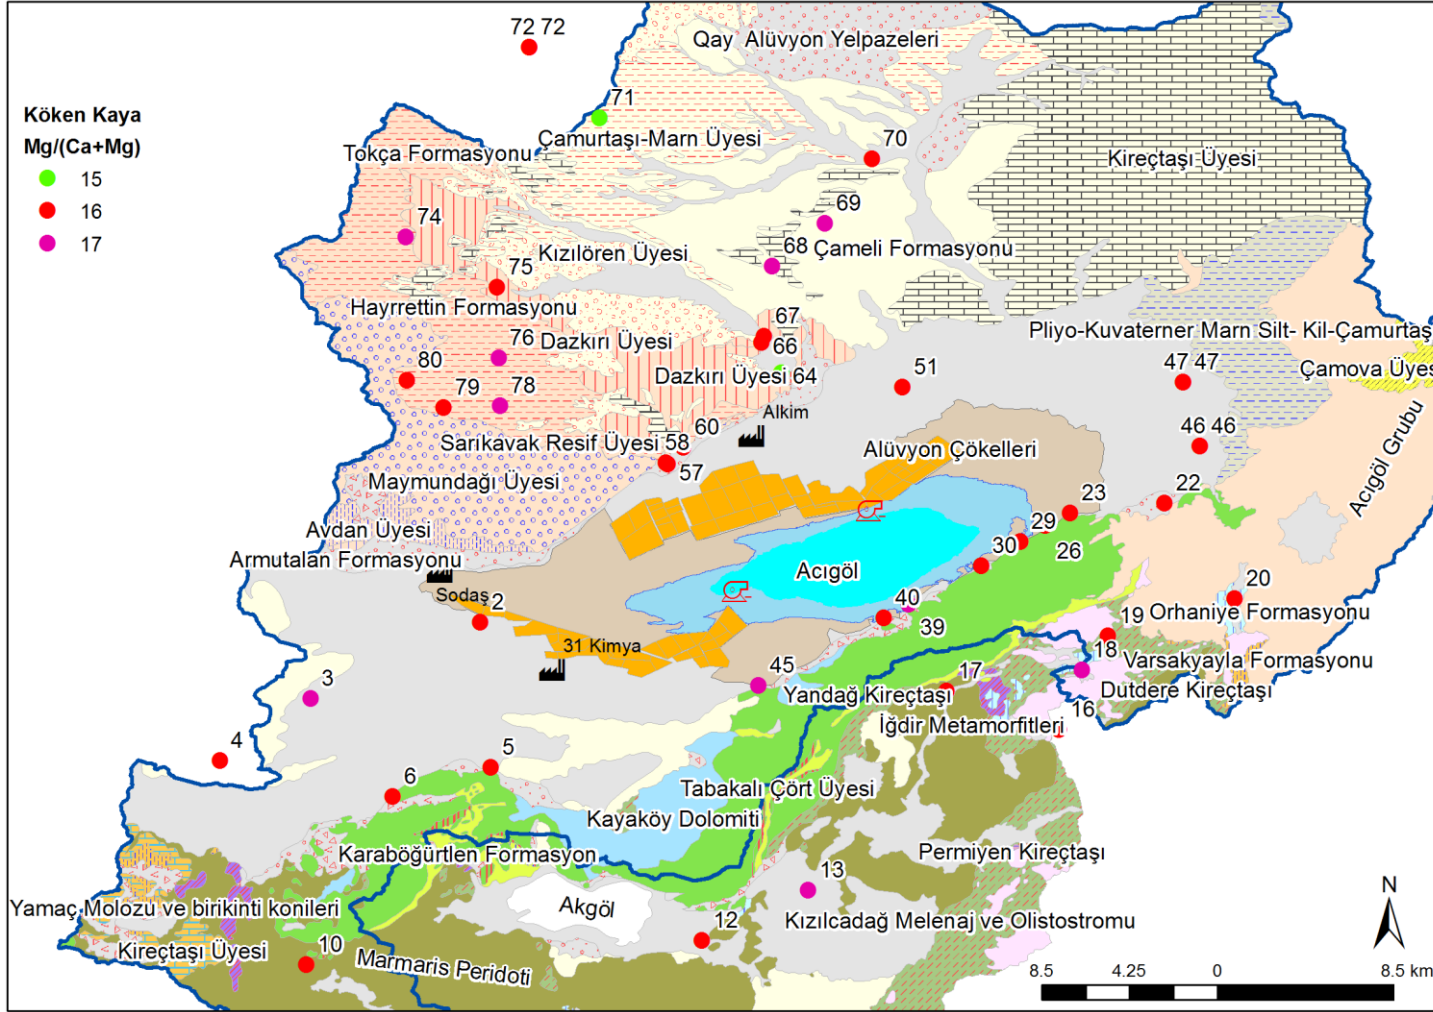 72 72
Qay Alüvyon Yelpazeleri
Köken Kaya
Mg/(Ca+Mg)
15
16
17
71
Çamurtaşı-Marn Üyesi
Tokça Formasyonu
70
Kireçtaşı Üyesi
74
69
Kızılören Üyesi
68
Çameli Formasyonu
75
Hayrrettin Formasyonu
67
76
Dazkırı Üyesi
66
Pliyo-Kuvaterner Marn Silt- Kil-Çamurtaş
80
79
78
Dazkırı Üyesi 64
51
47 47
Çamova Üyes
Alkim
60
Sarıkavak Resif Üyesi 58
57
Alüvyon Çökelleri
46 46
Acıgöl Grubu
Maymundağı Üyesi
23
22
Avdan Üyesi
29
Armutalan Formasyonu
30
26
Acıgöl
Sodaş
2
40
39
20
19
Orhaniye Formasyonu
31 Kimya
18
Varsakyayla Formasyonu
3
45
17
Dutdere Kireçtaşı
Yandağ Kireçtaşı
16
İğdir Metamorfitleri
4
5
6
Tabakalı Çört Üyesi
Kayaköy Dolomiti
Karaböğürtlen Formasyon
Permiyen Kireçtaşı
13
Yamaç Molozu ve birikinti konileri
Akgöl
12
Kızılcadağ Melenaj ve Olistostromu
Kireçtaşı Üyesi
10
Marmaris Peridoti
N
8.5 4.25 0 8.5 km